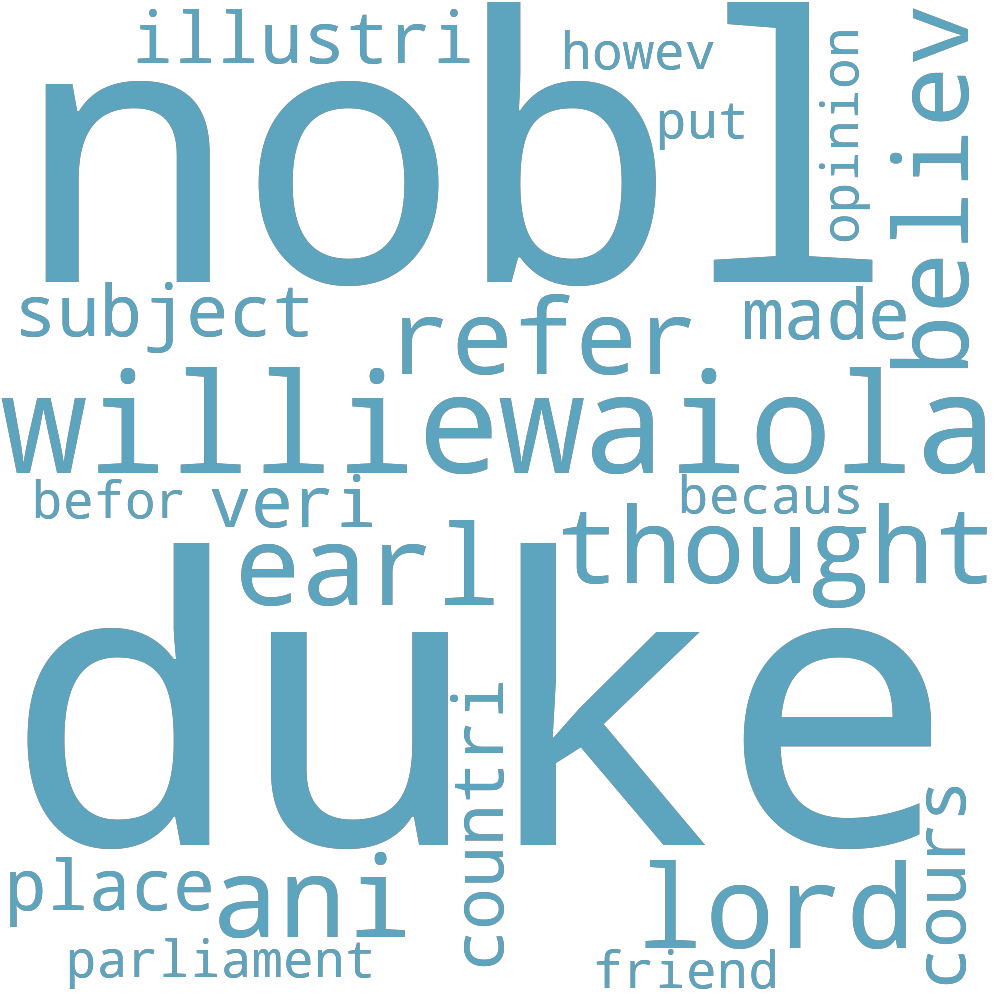 illustri
howev
nobl
put
opinion
believ
subject
refer
made
williewaiola
befor
veri
becaus
earl
thought
duke
countri
place
ani
lord
cours
parliament
friend